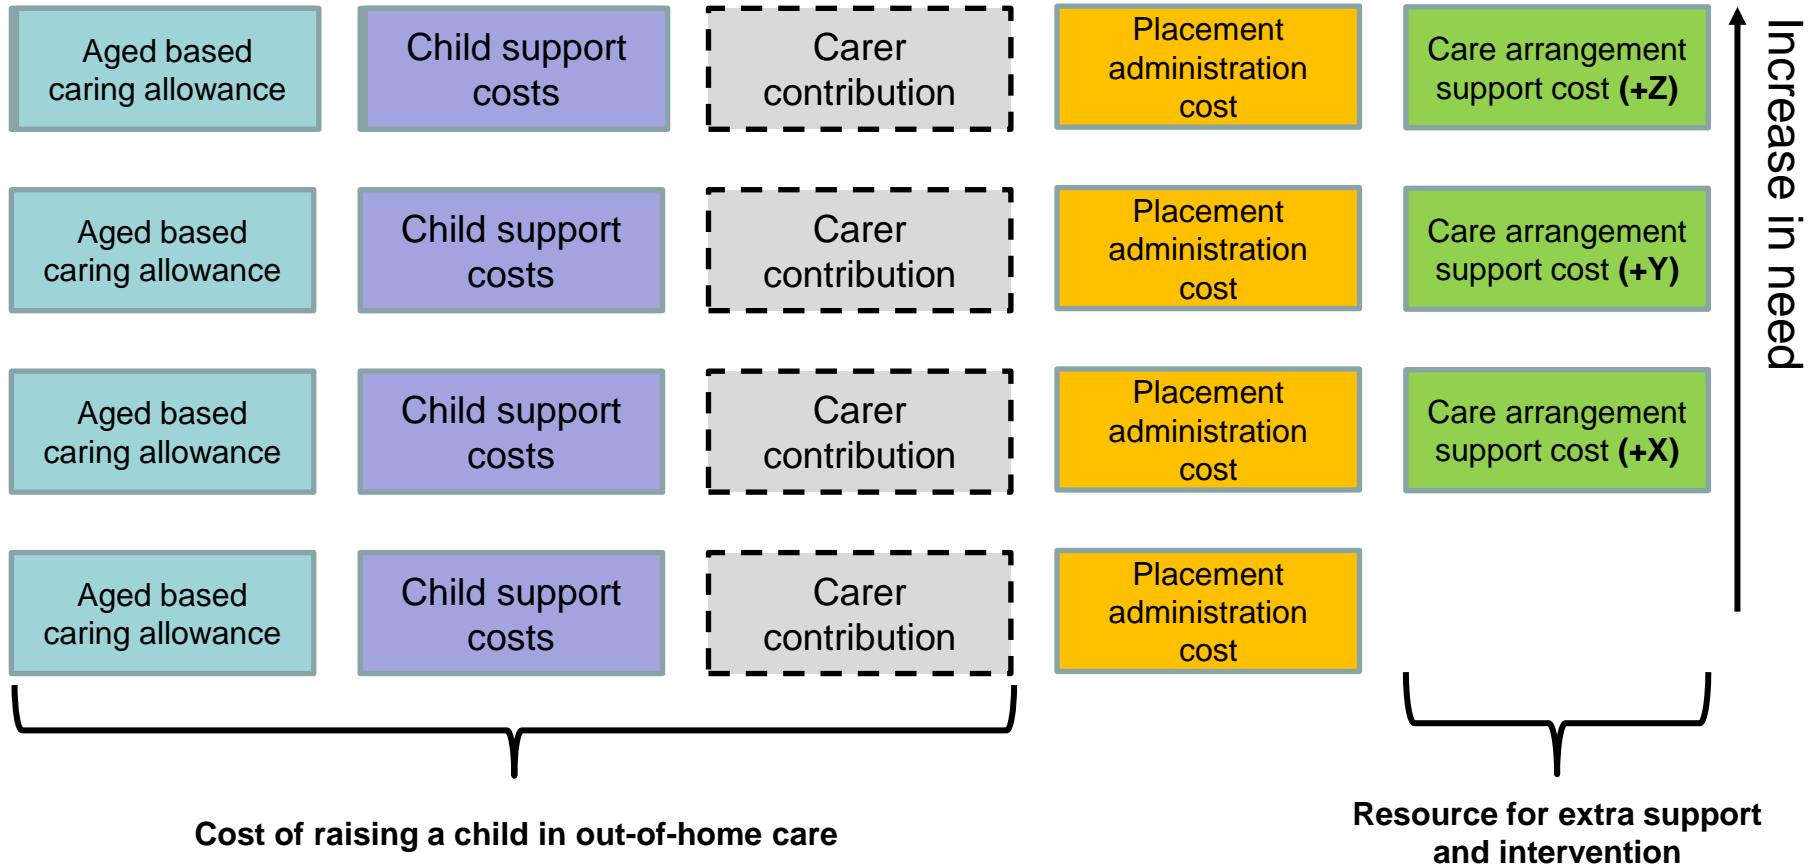 Aged based
caring allowance
Child support
costs
Carer
contribution
Placement
administration
cost
Care arrangement
support cost (+Z)
Aged based
caring allowance
Child support
costs
Carer
contribution
Placement
administration
cost
Care arrangement
support cost (+Y)
Aged based
caring allowance
Child support
costs
Carer
contribution
Placement
administration
cost
Care arrangement
support cost (+X)
Aged based
caring allowance
Child support
costs
Carer
contribution
Placement
administration
cost
Increase in need
Cost of raising a child in out-of-home care
Resource for extra support
and intervention